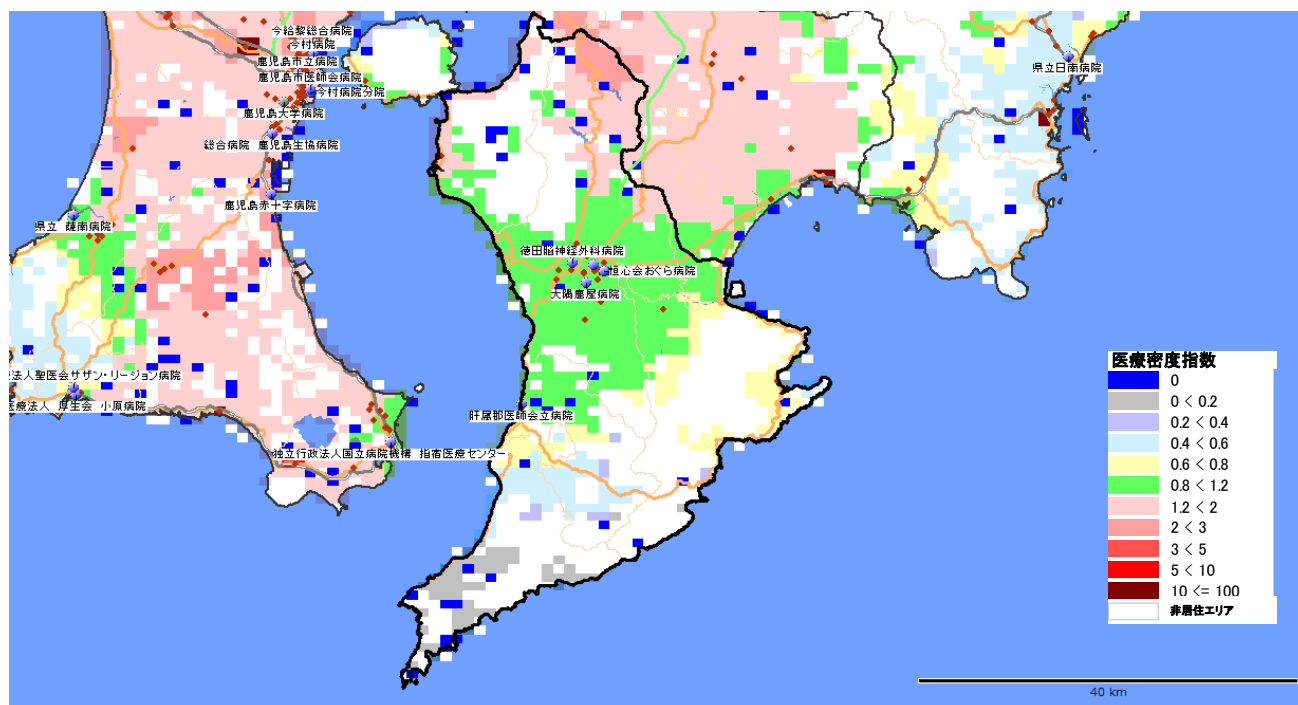 今給黎総合病院
今村病院
鹿児島市立病院
鹿児島市医師会病院
今村病院分院
鹿児島大学病院
総合病院 鹿児島生協病院
鹿児島赤十字病院
県立 薩南病院
県立日南病院
徳田脳神経外科病院
恒心会おぐら病院
大隅鹿屋病院
法人聖医会サザン・リージョン病院
医療法人 厚生会 小原病院
肝属郡医師会立病院
独立行政法人国立病院機構 指宿医療センター
医療密度指数
0
0 < 0.2
0.2 < 0.4
0.4 < 0.6
0.6 < 0.8
0.8 < 1.2
1.2 < 2
2 < 3
3 < 5
5 < 10
10 <= 100
非居住エリア
40 km